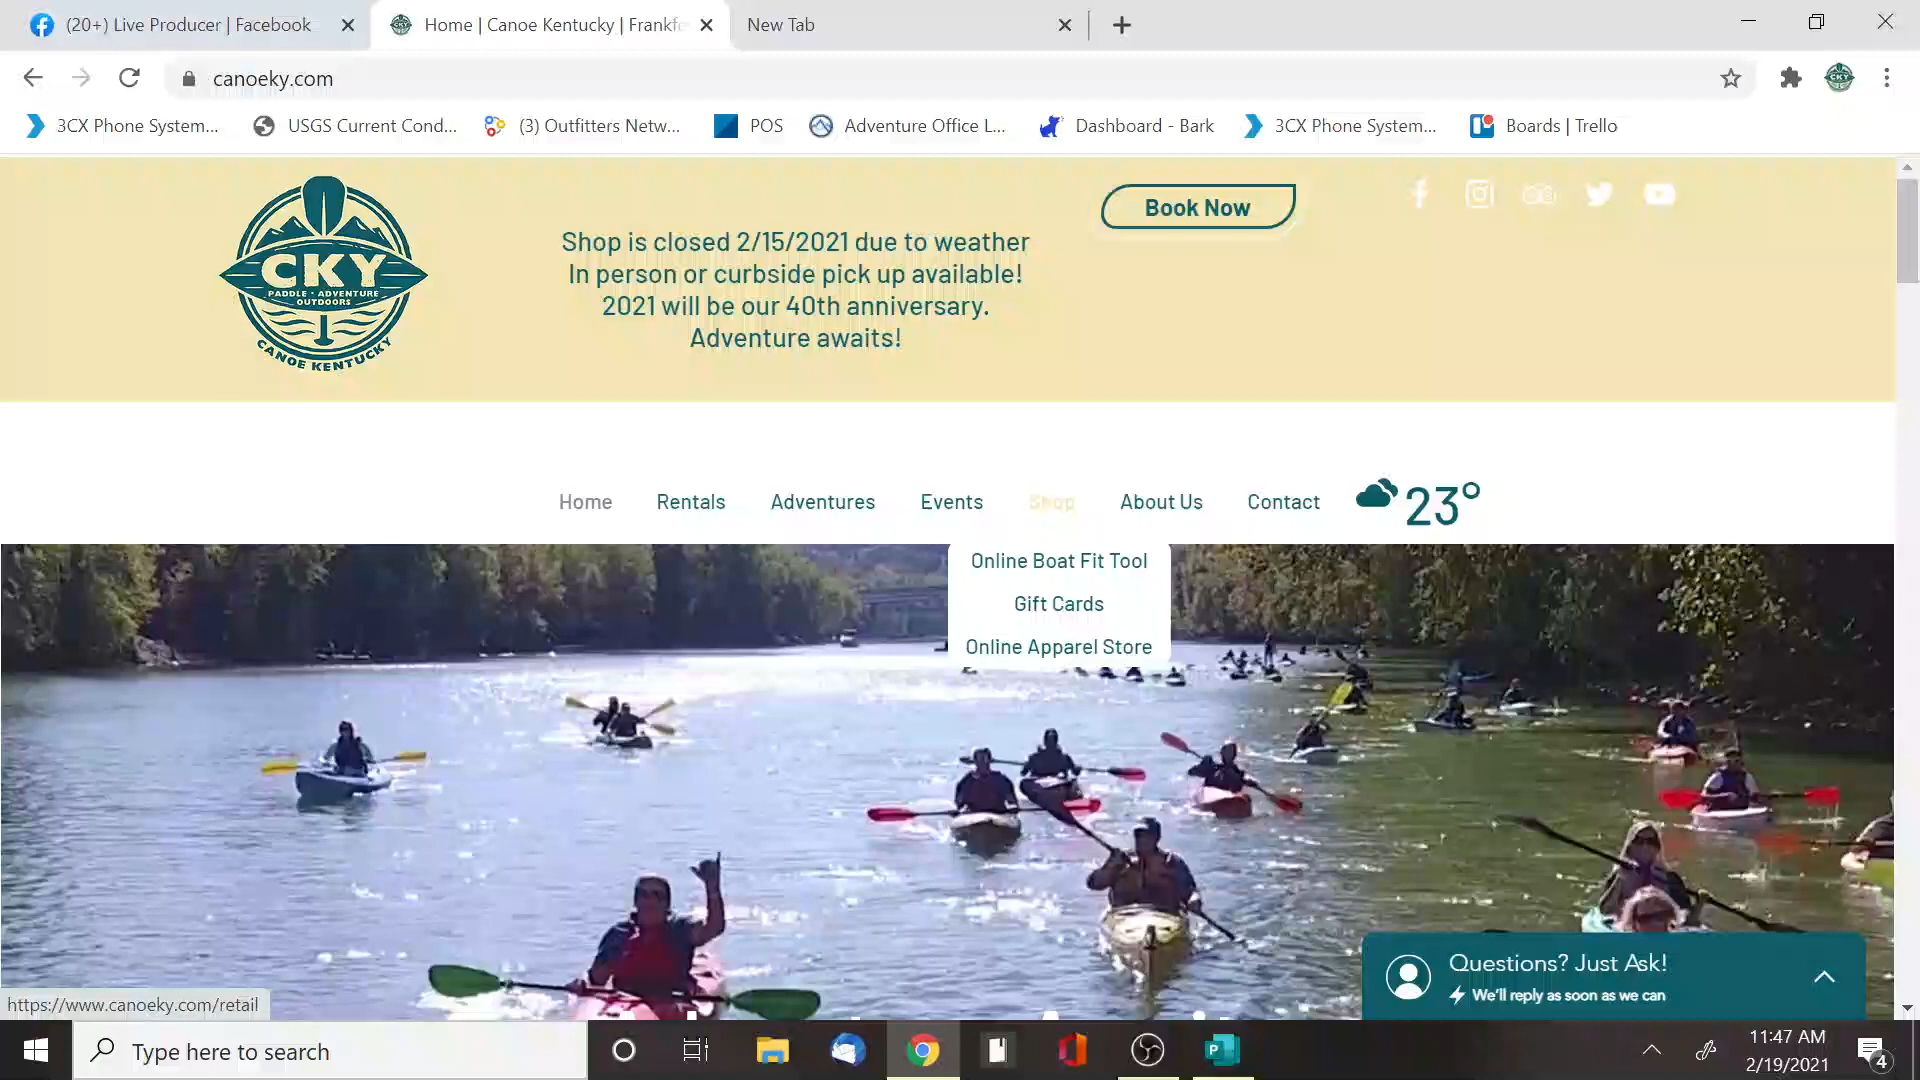 (20+) Live Producer | Facebook
Home | Canoe Kentucky | Frankfo
New Tab
canoeky.com
3CX Phone System...
USGS Current Cond...
(3) Outfitters Netw...
POS
Adventure Office L...
Dashboard - Bark
3CX Phone System...
Boards | Trello
CKY
PADDLE • ADVENTURE
OUTDOORS
CANOE KENTUCKY
Shop is closed 2/15/2021 due to weather
In person or curbside pick up available!
2021 will be our 40th anniversary.
Adventure awaits!
Book Now
Home
Rentals
Adventures
Events
Shop
About Us
Contact
23°
Online Boat Fit Tool
Gift Cards
Online Apparel Store
Questions? Just Ask!
We'll reply as soon as we can
https://www.canoeky.com/retail
Type here to search
11:47 AM
2/19/2021
4